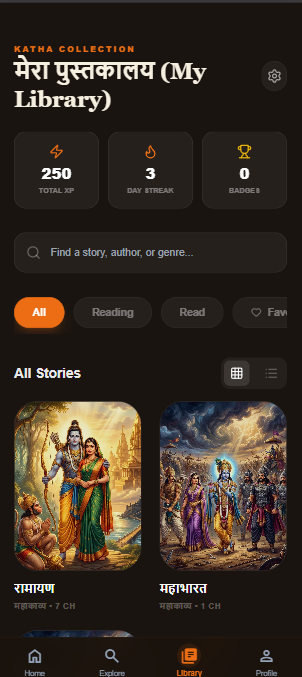 KATHA COLLECTION
मेरा पुस्तकालय (My
Library)
250
TOTAL XP
3
DAY STREAK
0
BADGES
Find a story, author, or genre...
All
Reading
Read
Fav
All Stories
रामायण
महाकाव्य • 7 CH
महाभारत
महाकाव्य • 1 CH
Home
Explore
Library
Profile